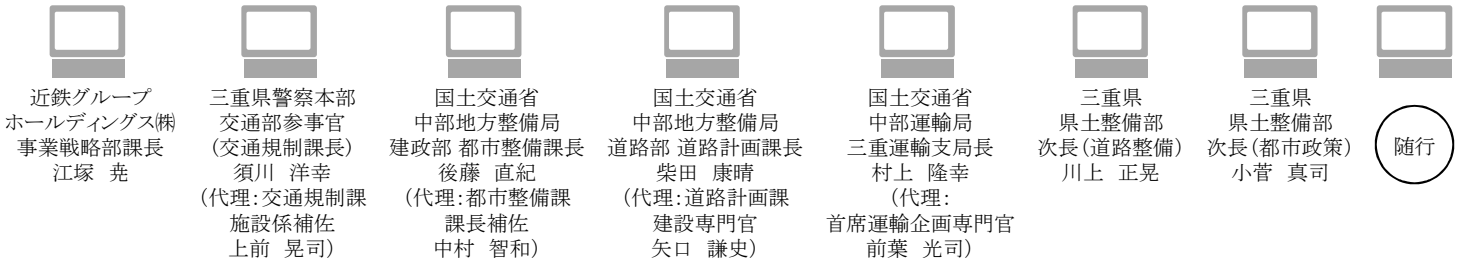 近鉄グループ
ホールディングス㈱
事業戦略部課長
江塚 尭
三重県警察本部
交通部参事官
(交通規制課長)
須川 洋幸
(代理:交通規制課
施設係補佐
上前 晃司)
国土交通省
中部地方整備局
建政部 都市整備課長
後藤 直紀
(代理:都市整備課
課長補佐
中村 智和)
国土交通省
中部地方整備局
道路部 道路計画課長
柴田 康晴
(代理:道路計画課
建設専門官
矢口 謙史)
国土交通省
中部運輸局
三重運輸支局長
村上 隆幸
(代理:
首席運輸企画専門官
前葉 光司)
三重県
県土整備部
次長(道路整備)
川上 正晃
三重県
県土整備部
次長(都市政策)
小菅 真司
随行